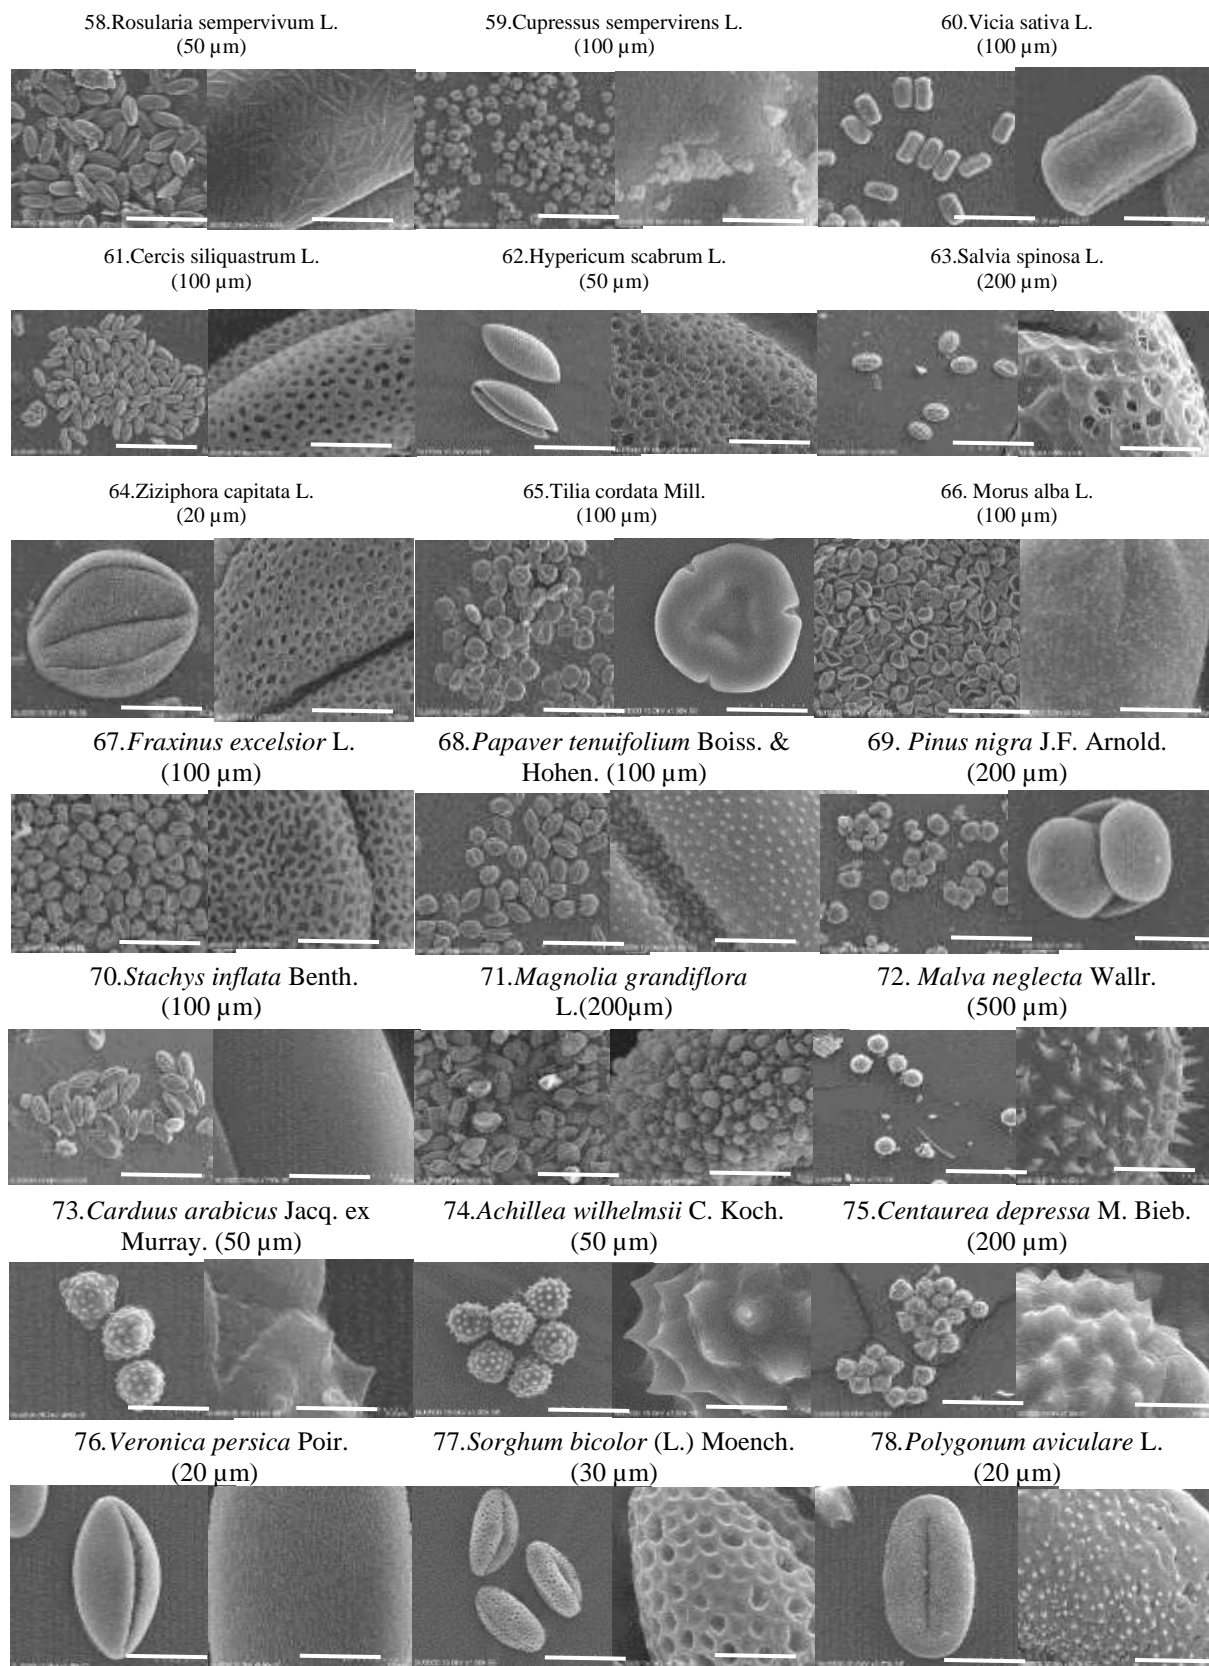 58.Rosularia sempervivum L.
(50 µm)
59.Cupressus sempervirens L.
(100 µm)
60.Vicia sativa L.
(100 µm)
61.Cercis siliquastrum L.
(100 µm)
62.Hypericum scabrum L.
(50 µm)
63.Salvia spinosa L.
(200 µm)
64.Ziziphora capitata L.
(20 µm)
65.Tilia cordata Mill.
(100 µm)
66. Morus alba L.
(100 µm)
67.Fraxinus excelsior L.
(100 µm)
68.Papaver tenuifolium Boiss. &
Hohen. (100 µm)
69. Pinus nigra J.F. Arnold.
(200 µm)
70.Stachys inflata Benth.
(100 µm)
71.Magnolia grandiflora
L.(200µm)
72. Malva neglecta Wallr.
(500 µm)
73.Carduus arabicus Jacq. ex
Murray. (50 µm)
74.Achillea wilhelmsii C. Koch.
(50 µm)
75.Centaurea depressa M. Bieb.
(200 µm)
76.Veronica persica Poir.
(20 µm)
77.Sorghum bicolor (L.) Moench.
(30 µm)
78.Polygonum aviculare L.
(20 µm)